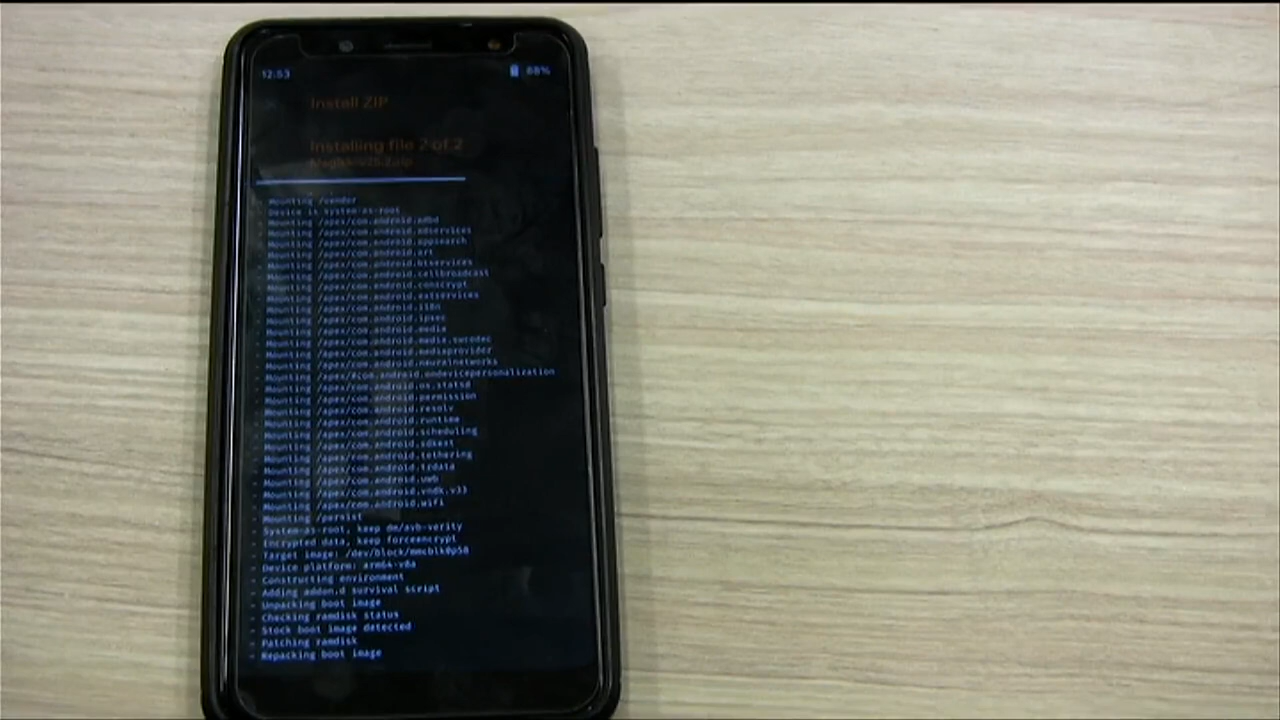 12:53
68%
Install ZIP
Installing file 2 of 2
Magisk-v25.2.zip
- Mounting /vendor
- Device is system-as-root
- Mounting /apex/com.android.adbd
- Mounting /apex/com.android.adservices
- Mounting /apex/com.android.appsearch
- Mounting /apex/com.android.art
- Mounting /apex/com.android.btservices
- Mounting /apex/com.android.cellbroadcast
- Mounting /apex/com.android.conscrypt
- Mounting /apex/com.android.extservices
- Mounting /apex/com.android.i18n
- Mounting /apex/com.android.ipsec
- Mounting /apex/com.android.media
- Mounting /apex/com.android.media.swcodec
- Mounting /apex/com.android.mediaprovider
- Mounting /apex/com.android.neuralnetworks
- Mounting /apex/com.android.ondevicepersonalization
- Mounting /apex/com.android.os.statsd
- Mounting /apex/com.android.permission
- Mounting /apex/com.android.resolv
- Mounting /apex/com.android.runtime
- Mounting /apex/com.android.scheduling
- Mounting /apex/com.android.sdkext
- Mounting /apex/com.android.tethering
- Mounting /apex/com.android.tzdata
- Mounting /apex/com.android.uwb
- Mounting /apex/com.android.vndk.v33
- Mounting /apex/com.android.wifi
- Mounting /persist
- System-as-root, keep dm/avb-verity
- Encrypted data, keep forceencrypt
- Target image: /dev/block/mmcblk0p50
- Device platform: arm64-v8a
- Constructing environment
- Adding addon.d survival script
- Unpacking boot image
- Checking ramdisk status
- Stock boot image detected
- Patching ramdisk
- Repacking boot image